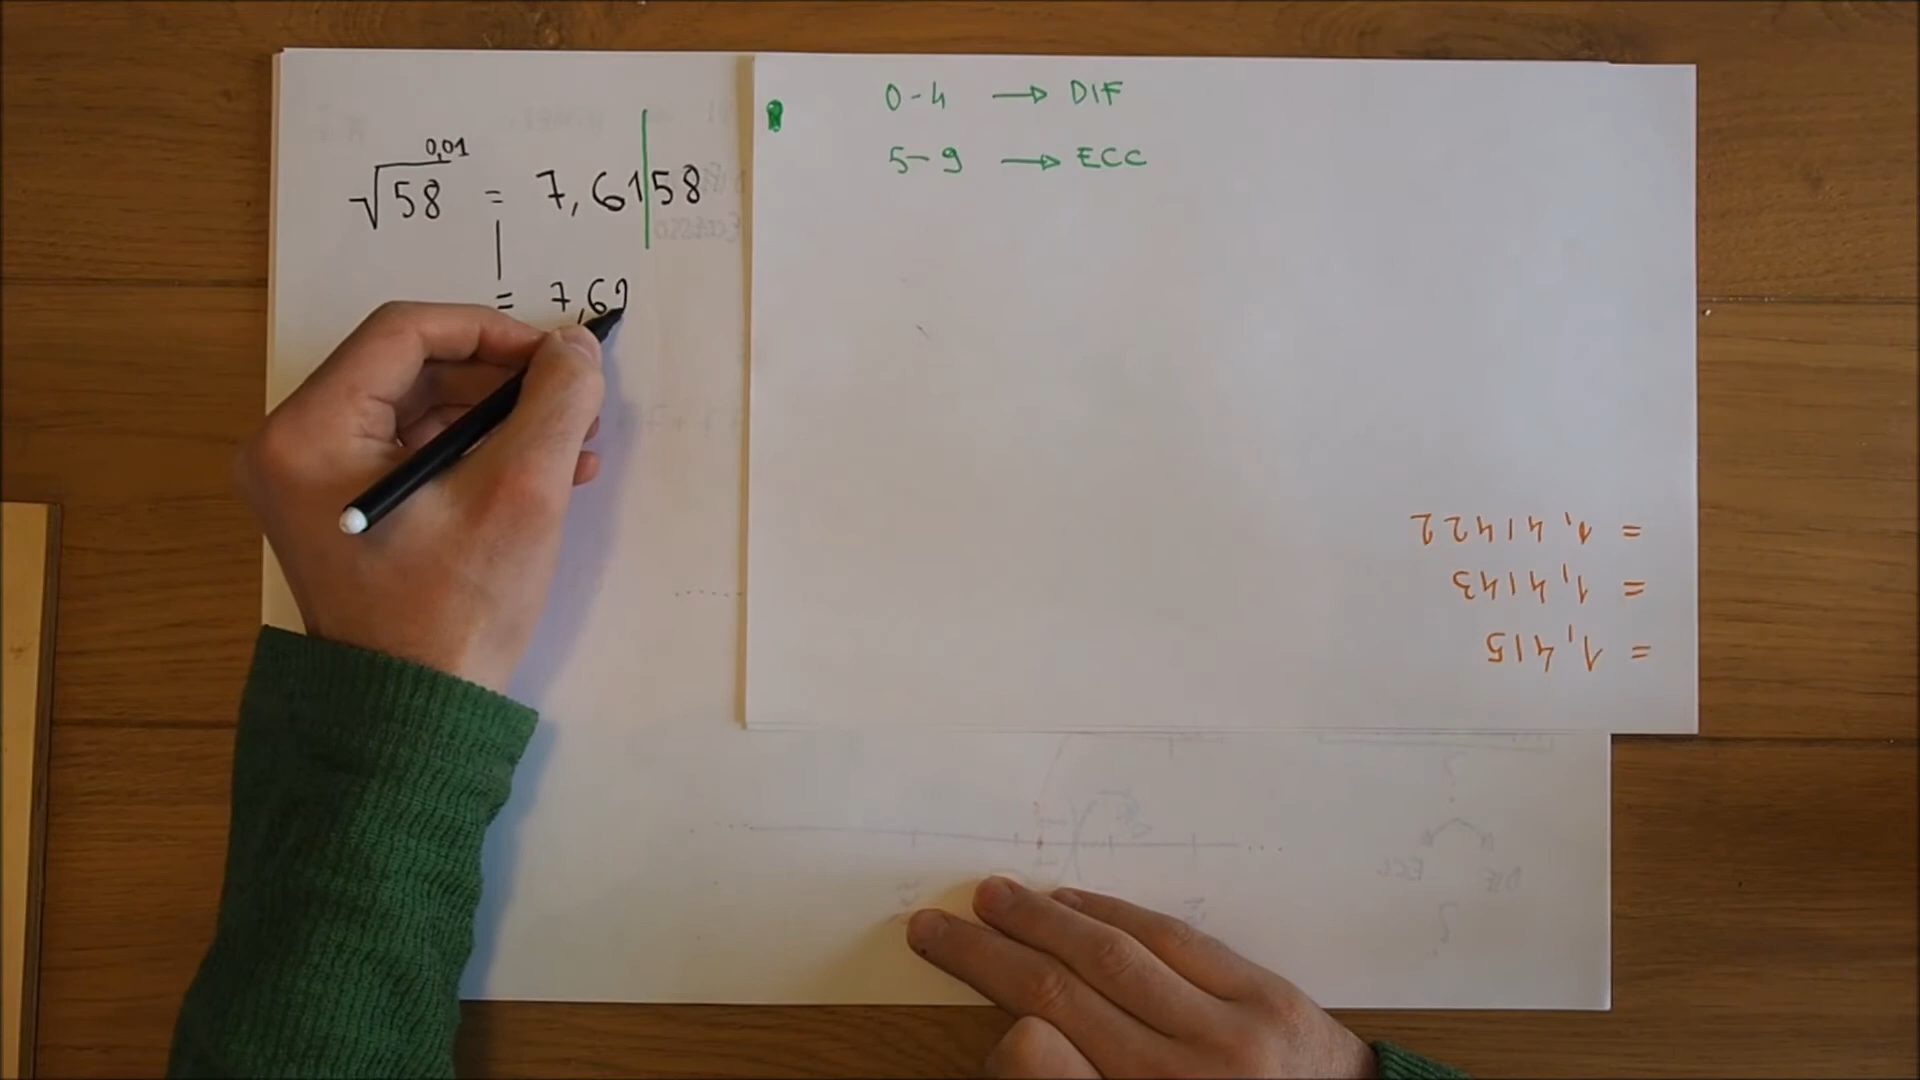 0,01
√58 = 7,61|58
= 7,62
0-4 → DIF
5-9 → ECC
= 1,41422
= 1,4143
= 1,415